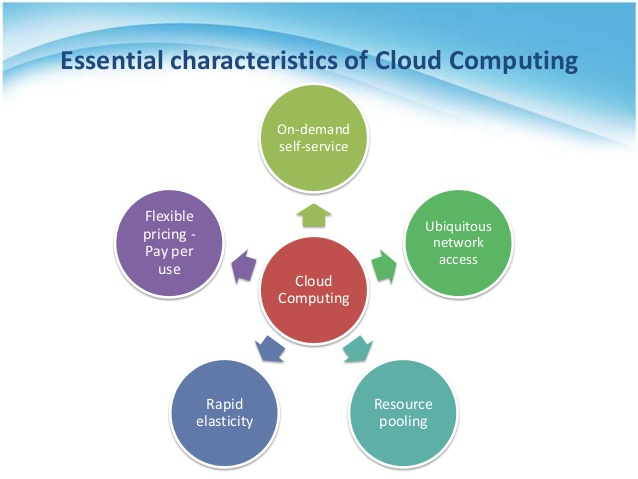 Essential characteristics of Cloud Computing
On-demand
self-service
Flexible
pricing -
Pay per
use
Ubiquitous
network
access
Cloud
Computing
Rapid
elasticity
Resource
pooling